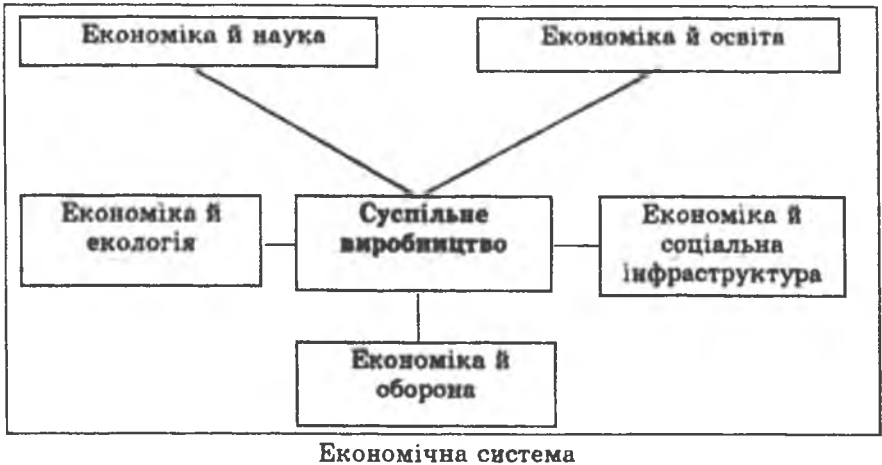 Економіка й наука
Економіка й освіта
Економіка й
екологія
Суспільне
виробництво
Економіка й
соціальна
інфраструктура
Економіка й
оборона
Економічна система